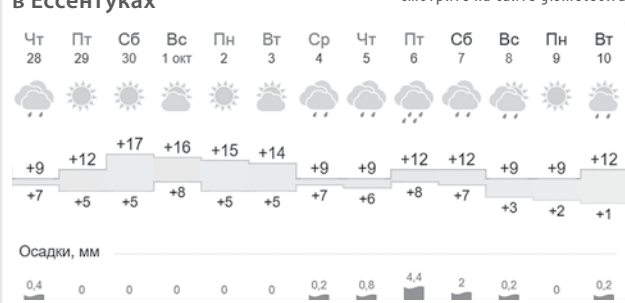 в Ессентуках
Чт Пт Сб Вс Пн Вт Ср Чт Пт Сб Вс Пн Вт
28 29 30 1 окт 2 3 4 5 6 7 8 9 10
+9 +12 +17 +16 +15 +14 +9 +9 +12 +12 +9 +9 +12
+7 +5 +5 +8 +5 +5 +7 +6 +8 +7 +3 +2 +1
Осадки, мм
0,4 0 0 0 0 0 0,2 0,8 4,4 2 0,2 0 0,2